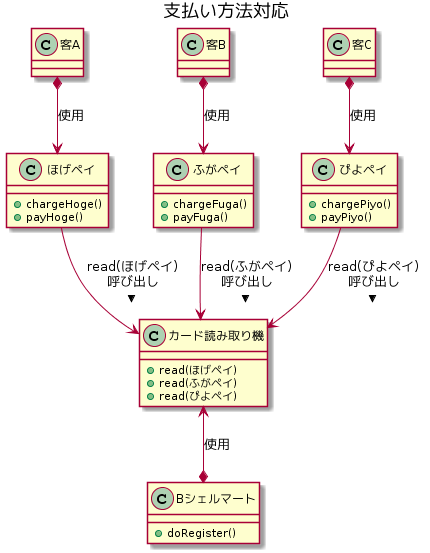 支払い方法対応
C 客A
C 客B
C 客C
使用
使用
使用
C ほげペイ
C ふがペイ
C ぴよペイ
chargeHoge()
payHoge()
chargeFuga()
payFuga()
chargePiyo()
payPiyo()
read(ほげペイ)
呼び出し
▼
read(ふがペイ)
呼び出し
▼
read(ぴよペイ)
呼び出し
▼
C カード読み取り機
read(ほげペイ)
read(ふがペイ)
read(ぴよペイ)
使用
C Bシェルマート
doRegister()